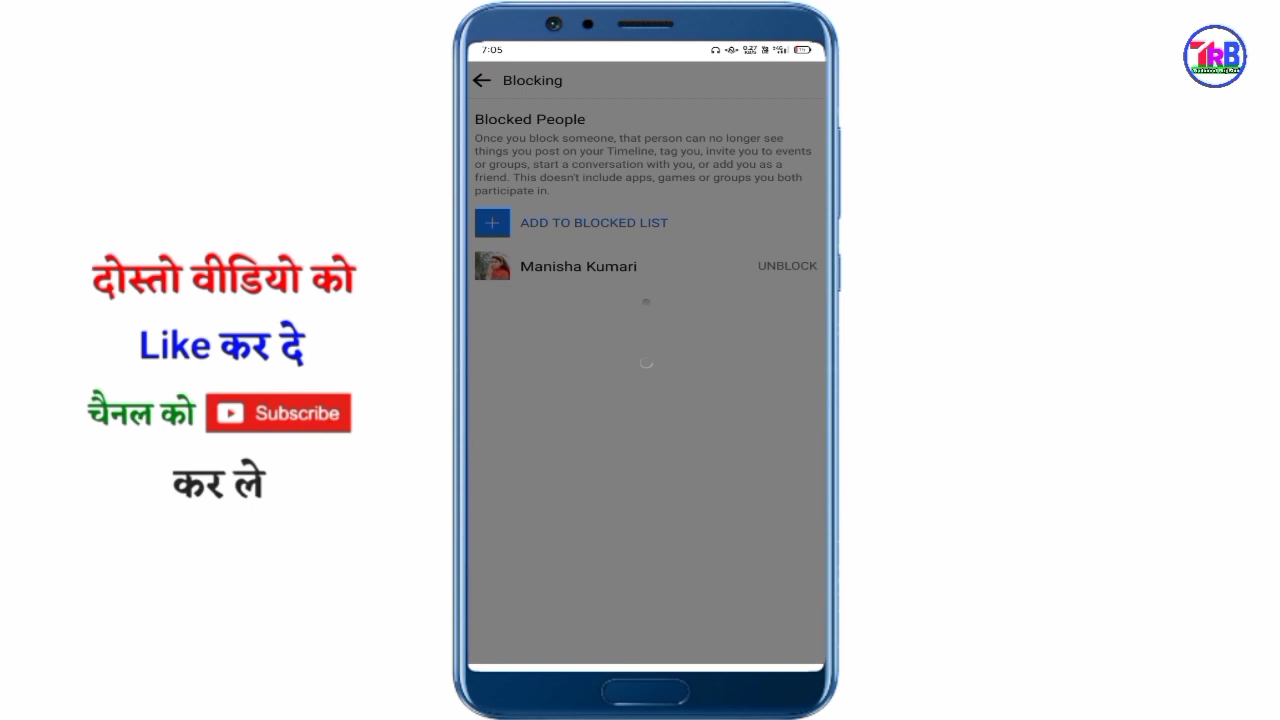 7:05
Blocking
Blocked People
Once you block someone, that person can no longer see
things you post on your Timeline, tag you, invite you to events
or groups, start a conversation with you, or add you as a
friend. This doesn't include apps, games or groups you both
participate in.
+ ADD TO BLOCKED LIST
Manisha Kumari UNBLOCK
दोस्तो वीडियो को
Like कर दे
चैनल को Subscribe
कर ले
TRB